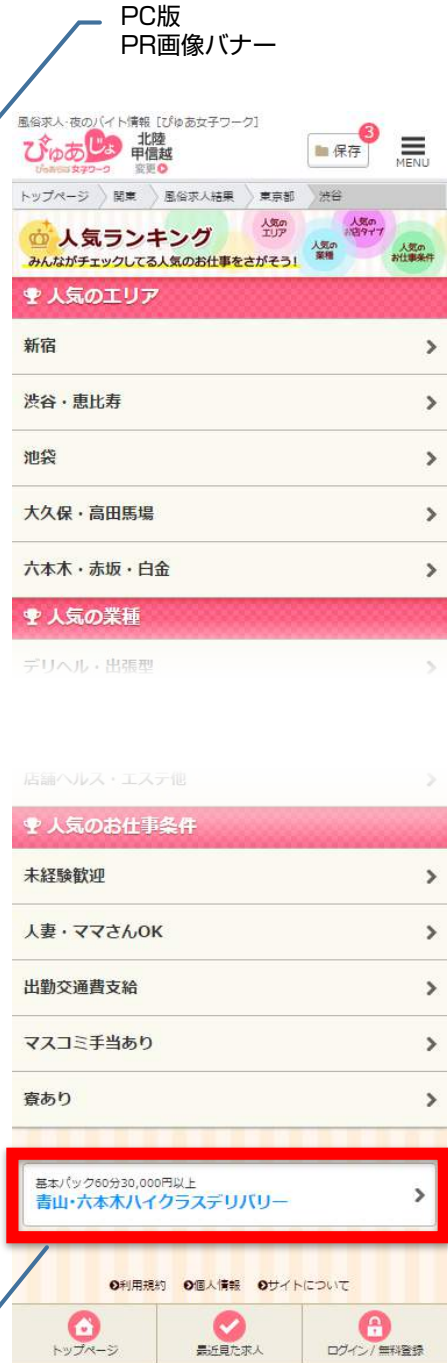 PC版
PR画像バナー
風俗求人・夜のバイト情報［ぴゅあ女子ワーク］
ぴゅあじょ
ぴゅあらば女子ワーク
北陸
甲信越
変更
保存
3
MENU
トップページ
関東
風俗求人結果
東京都
渋谷
人気ランキング
みんながチェックしてる人気のお仕事をさがそう！
人気の
エリア
人気の
業種
人気の
お店タイプ
人気の
お仕事条件
人気のエリア
新宿
渋谷・恵比寿
池袋
大久保・高田馬場
六本木・赤坂・白金
人気の業種
デリヘル・出張型
店舗ヘルス・エステ他
人気のお仕事条件
未経験歓迎
人妻・ママさんOK
出勤交通費支給
マスコミ手当あり
寮あり
基本パック60分30,000円以上
青山・六本木ハイクラスデリバリー
利用規約 個人情報 サイトについて
トップページ
最近見た求人
ログイン / 無料登録